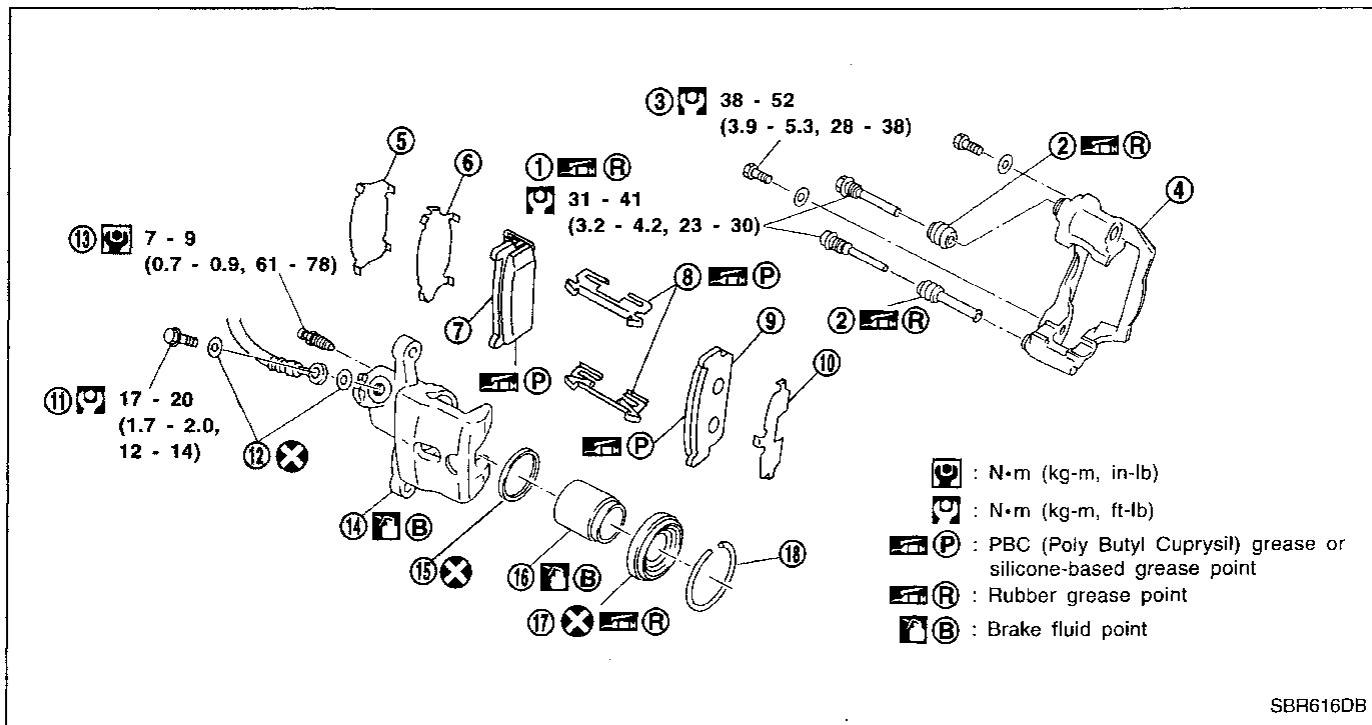 ③ 38 - 52
(3.9 - 5.3, 28 - 38)
② R
④
⑤
⑥
① R
31 - 41
(3.2 - 4.2, 23 - 30)
⑬ 7 - 9
(0.7 - 0.9, 61 - 78)
⑧ P
⑦
② R
⑨
⑩
P
⑪ 17 - 20
(1.7 - 2.0,
12 - 14)
⑫
P
⑭ B
⑮
⑯ B
⑰ R
⑱
: N•m (kg-m, in-lb)
: N•m (kg-m, ft-lb)
P : PBC (Poly Butyl Cuprysil) grease or
silicone-based grease point
R : Rubber grease point
B : Brake fluid point
SBR616DB